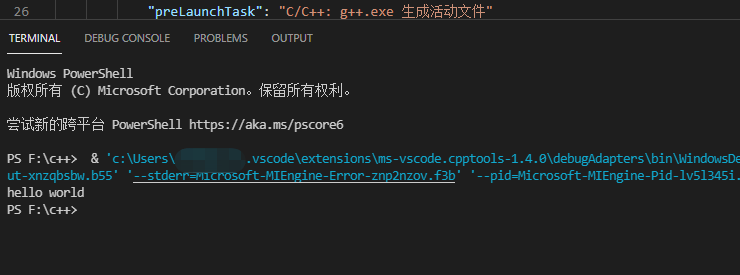 26 "preLaunchTask": "C/C++: g++.exe 生成活动文件"
TERMINAL DEBUG CONSOLE PROBLEMS OUTPUT
Windows PowerShell
版权所有 (C) Microsoft Corporation。保留所有权利。
尝试新的跨平台 PowerShell https://aka.ms/pscore6
PS F:\c++> & 'c:\Users\ .vscode\extensions\ms-vscode.cpptools-1.4.0\debugAdapters\bin\WindowsDe
ut-xnzqbsbw.b55' '--stderr=Microsoft-MIEngine-Error-znp2nzov.f3b' '--pid=Microsoft-MIEngine-Pid-lv5l345i.
hello world
PS F:\c++>